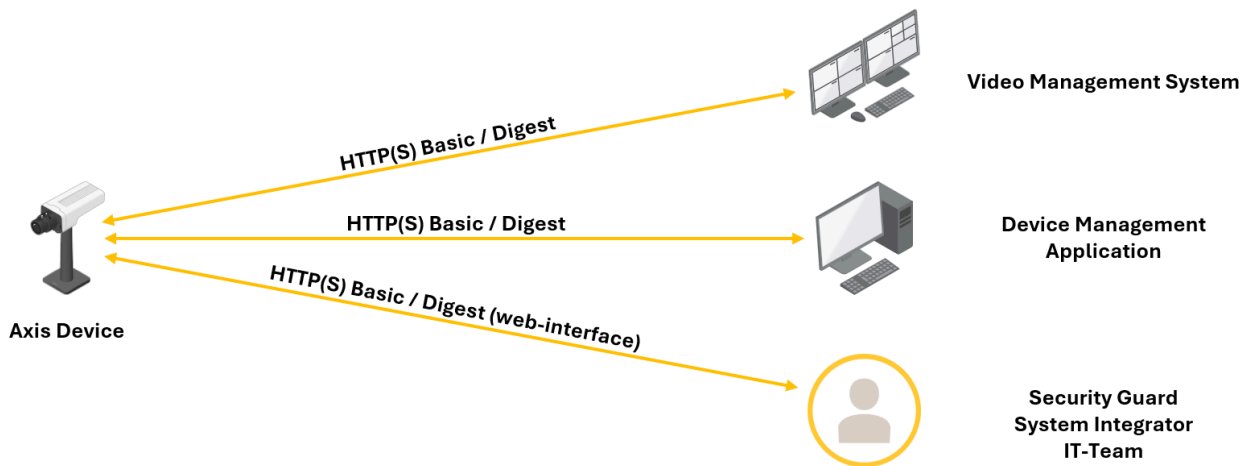 Video Management System
HTTP(S) Basic / Digest
HTTP(S) Basic / Digest
Device Management
Application
HTTP(S) Basic / Digest (web-interface)
Axis Device
Security Guard
System Integrator
IT-Team